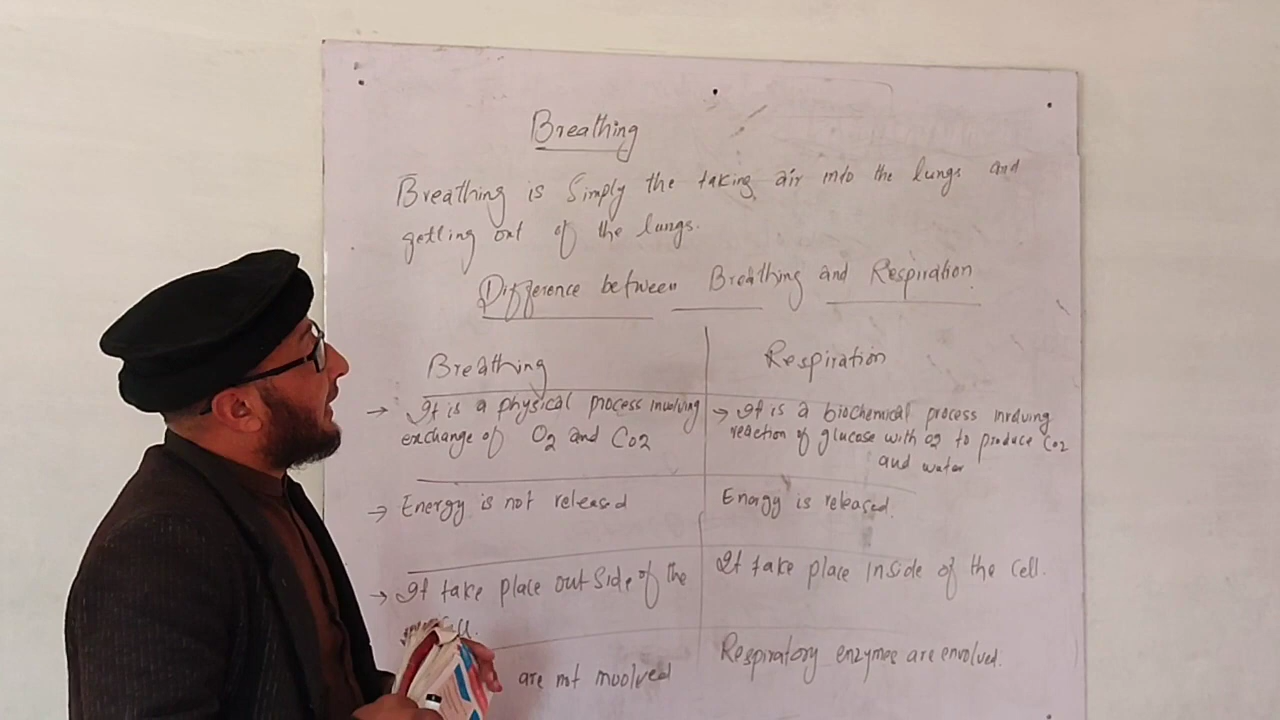 Breathing
Breathing is Simply the taking air into the lungs and
getting out of the lungs.
Difference between Breathing and Respiration.
Breathing
Respiration
→ It is a physical process involving
exchange of O2 and Co2
→ It is a biochemical process involving
reaction of glucose with o2 to produce Co2
and water
→ Energy is not released
Energy is released.
→ It take place out Side of the
cell.
It take place Inside of the cell.
are not involved
Respiratory enzymes are envolved.